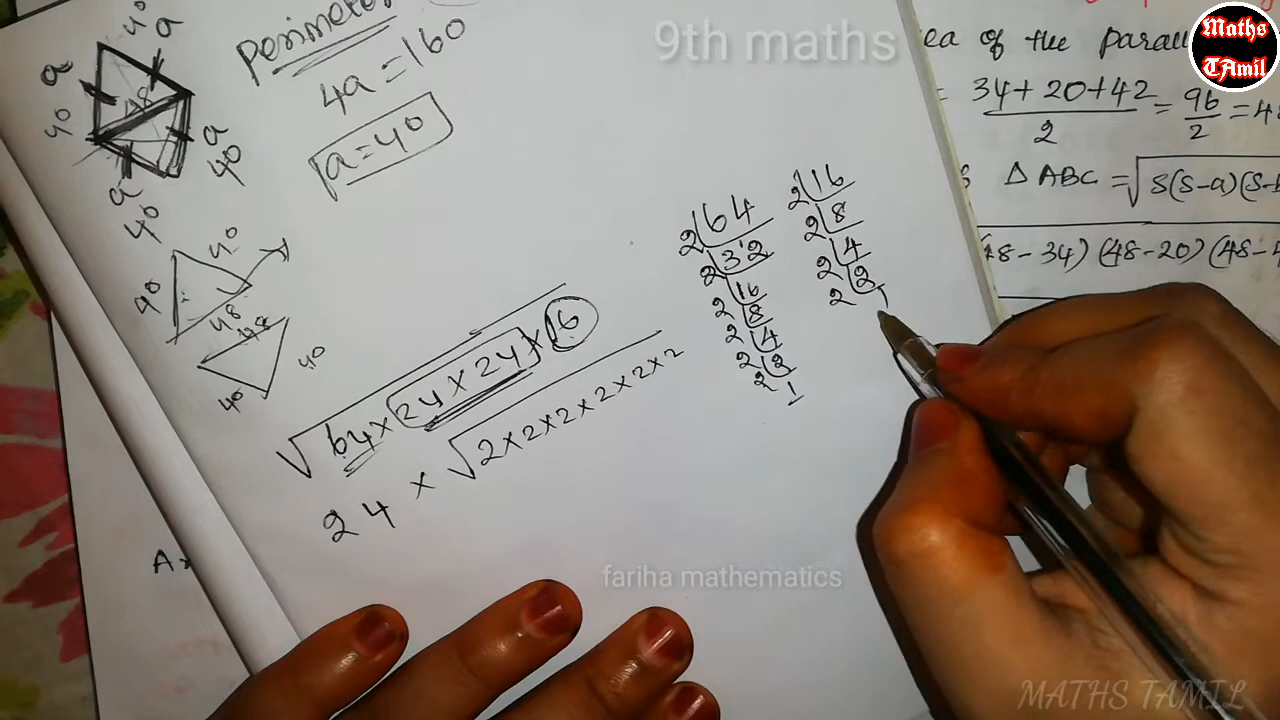 Perimeter
4a = 160
a = 40
40
a
a
40
48
a
40
a
40
40
40
48
48
40
40
√64 × 24 × 24 × 16
24 × √2 × 2 × 2 × 2 × 2 × 2
2 64
2 32
2 16
2 8
2 4
2 2
1
2 16
2 8
2 4
2 2
1
9th maths
ea of the paral
= 34 + 20 + 42 / 2 = 96 / 2 = 48
Δ ABC = √S(S-a)(S-b
(48 - 34) (48 - 20) (48 - 4
Maths
TAmil
fariha mathematics
MATHS TAMIL